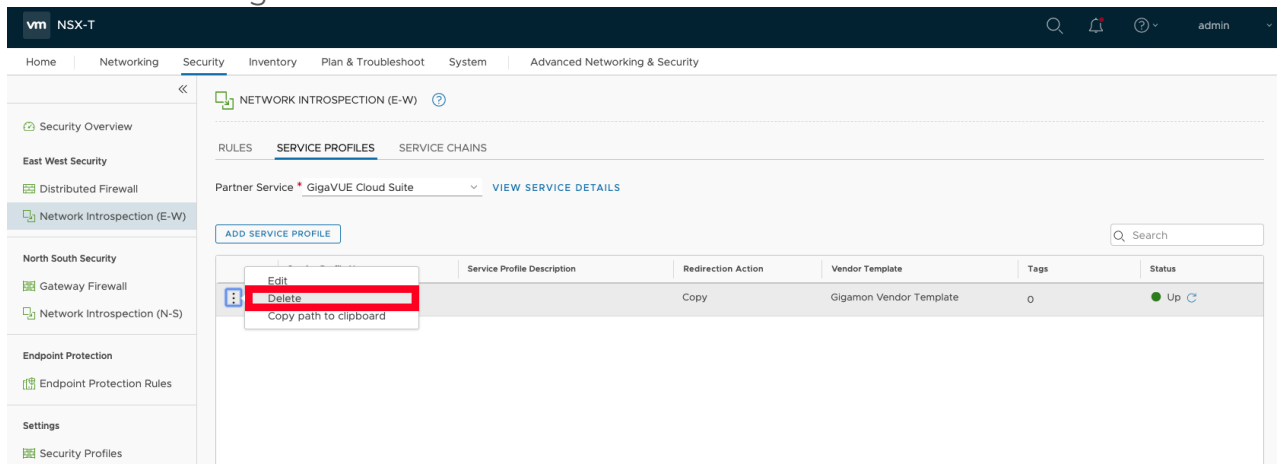 vm NSX-T admin
Home Networking Security Inventory Plan & Troubleshoot System Advanced Networking & Security
NETWORK INTROSPECTION (E-W)
Security Overview
RULES SERVICE PROFILES SERVICE CHAINS
East West Security
Distributed Firewall
Partner Service * GigaVUE Cloud Suite VIEW SERVICE DETAILS
Network Introspection (E-W)
ADD SERVICE PROFILE Search
North South Security
Service Profile Description Redirection Action Vendor Template Tags Status
Edit
Gateway Firewall
Delete Copy Gigamon Vendor Template 0 Up
Network Introspection (N-S)
Copy path to clipboard
Endpoint Protection
Endpoint Protection Rules
Settings
Security Profiles